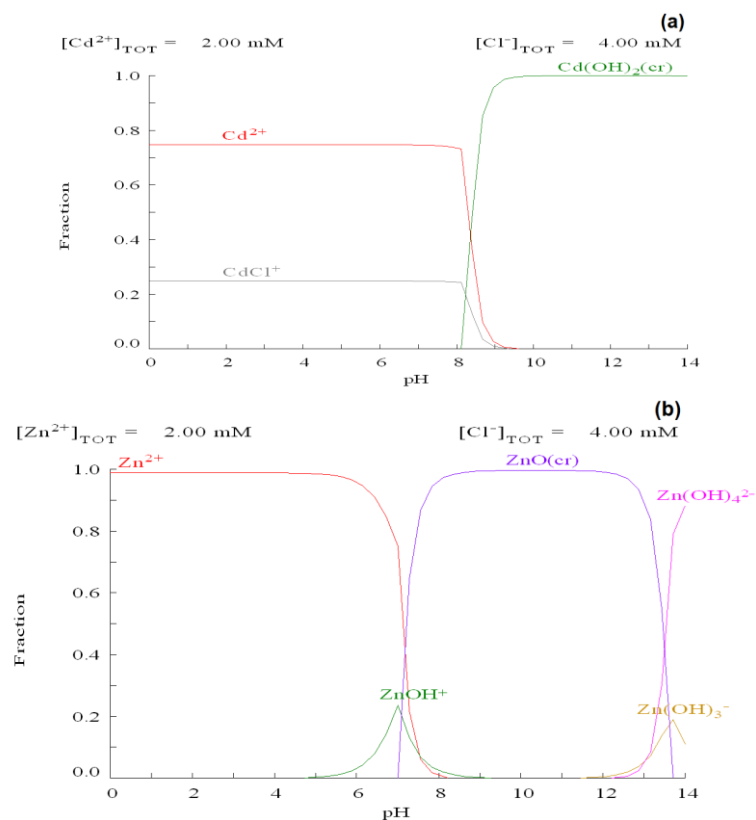 (a)
[Cd²⁺]TOT = 2.00 mM [Cl⁻]TOT = 4.00 mM
Cd(OH)₂(cr)
1.0
0.8
Cd²⁺
0.6
Fraction
0.4
CdCl⁺
0.2
0.0
0 2 4 6 8 10 12 14
pH
(b)
[Zn²⁺]TOT = 2.00 mM [Cl⁻]TOT = 4.00 mM
Zn²⁺ ZnO(cr)
1.0
Zn(OH)₄²⁻
0.8
0.6
Fraction
0.4
ZnOH⁺ Zn(OH)₃⁻
0.2
0.0
0 2 4 6 8 10 12 14
pH